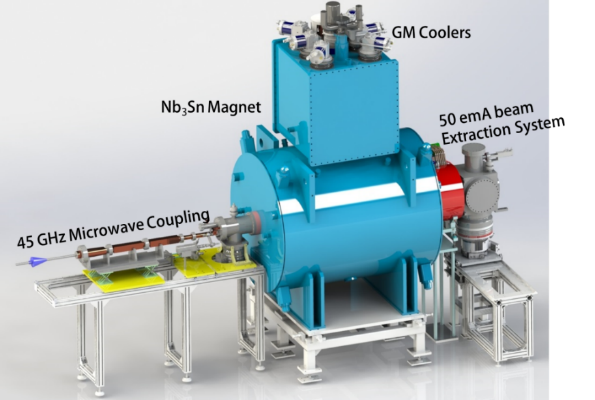 GM Coolers
Nb₃Sn Magnet
50 emA beam
Extraction System
45 GHz Microwave Coupling